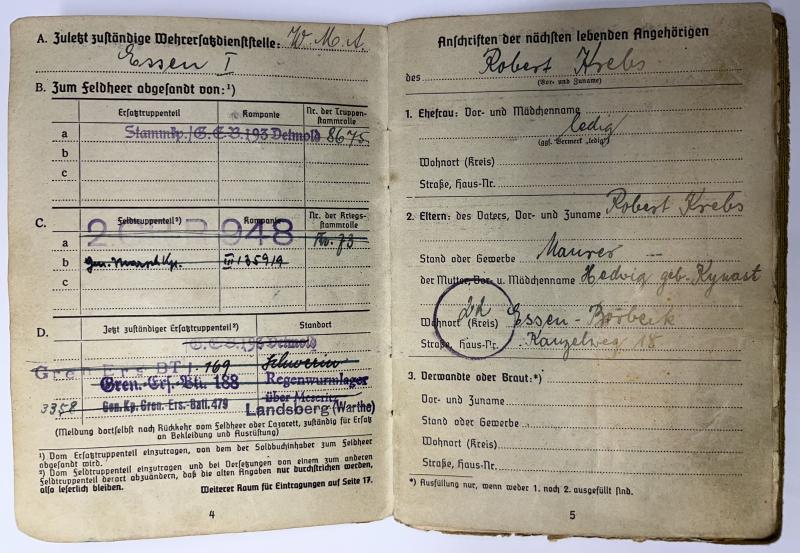 A. Zuletzt zuständige Wehrersatzdienststelle: W. M. A.
Essen I
B. Zum Feldheer abgesandt von:¹)
Ersatztruppenteil Kompanie Nr. der Truppen-
stammrolle
a Stammkp./G.E.B. 193 Detmold 8675
b
c
C. Feldtruppenteil²) Kompanie Nr. der Kriegs-
stammrolle
a 948 Nr. 73
b Gen. Marsch Kp.
c
D. Jetzt zuständiger Ersatztruppenteil²) Standort
G.E.B. 193 Detmold
Gren Ers BTl. 169 Schwerin
Gren.-Ers.-Btl. 188 Regenwurmlager
über Meseritz
3358 Gen. Kp. Gren.-Ers.-Batl. 479 Landsberg (Warthe)
(Meldung dortselbst nach Rückkehr vom Feldheer oder Lazarett, zuständig für Ersatz
an Bekleidung und Ausrüstung)
¹) Vom Ersatztruppenteil einzutragen, von dem der Soldbuchinhaber zum Feldheer
abgesandt wird.
²) Vom Feldtruppenteil einzutragen und bei Versetzungen von einem zum anderen
Feldtruppenteil derart abzuändern, daß die alten Angaben nur durchstrichen werden,
also leserlich bleiben.
Weiterer Raum für Eintragungen auf Seite 17.
4
Anschriften der nächsten lebenden Angehörigen
des Robert Krebs
(Vor- und Zuname)
1. Ehefrau: Vor- und Mädchenname
ledig
(ggf. Vermerk „ledig")
Wohnort (Kreis)
Straße, Haus-Nr.
2. Eltern: des Vaters, Vor- und Zuname Robert Krebs
Stand oder Gewerbe Maurer
der Mutter, Vor- u. Mädchenname Hedvig geb. Kynast
Wohnort (Kreis) Essen - Borbeck
Straße, Haus-Nr. Kanzelweg 18
3. Verwandte oder Braut:*)
Vor- und Zuname
Stand oder Gewerbe
Wohnort (Kreis)
Straße, Haus-Nr.
*) Ausfüllung nur, wenn weder 1. noch 2. ausgefüllt sind.
5